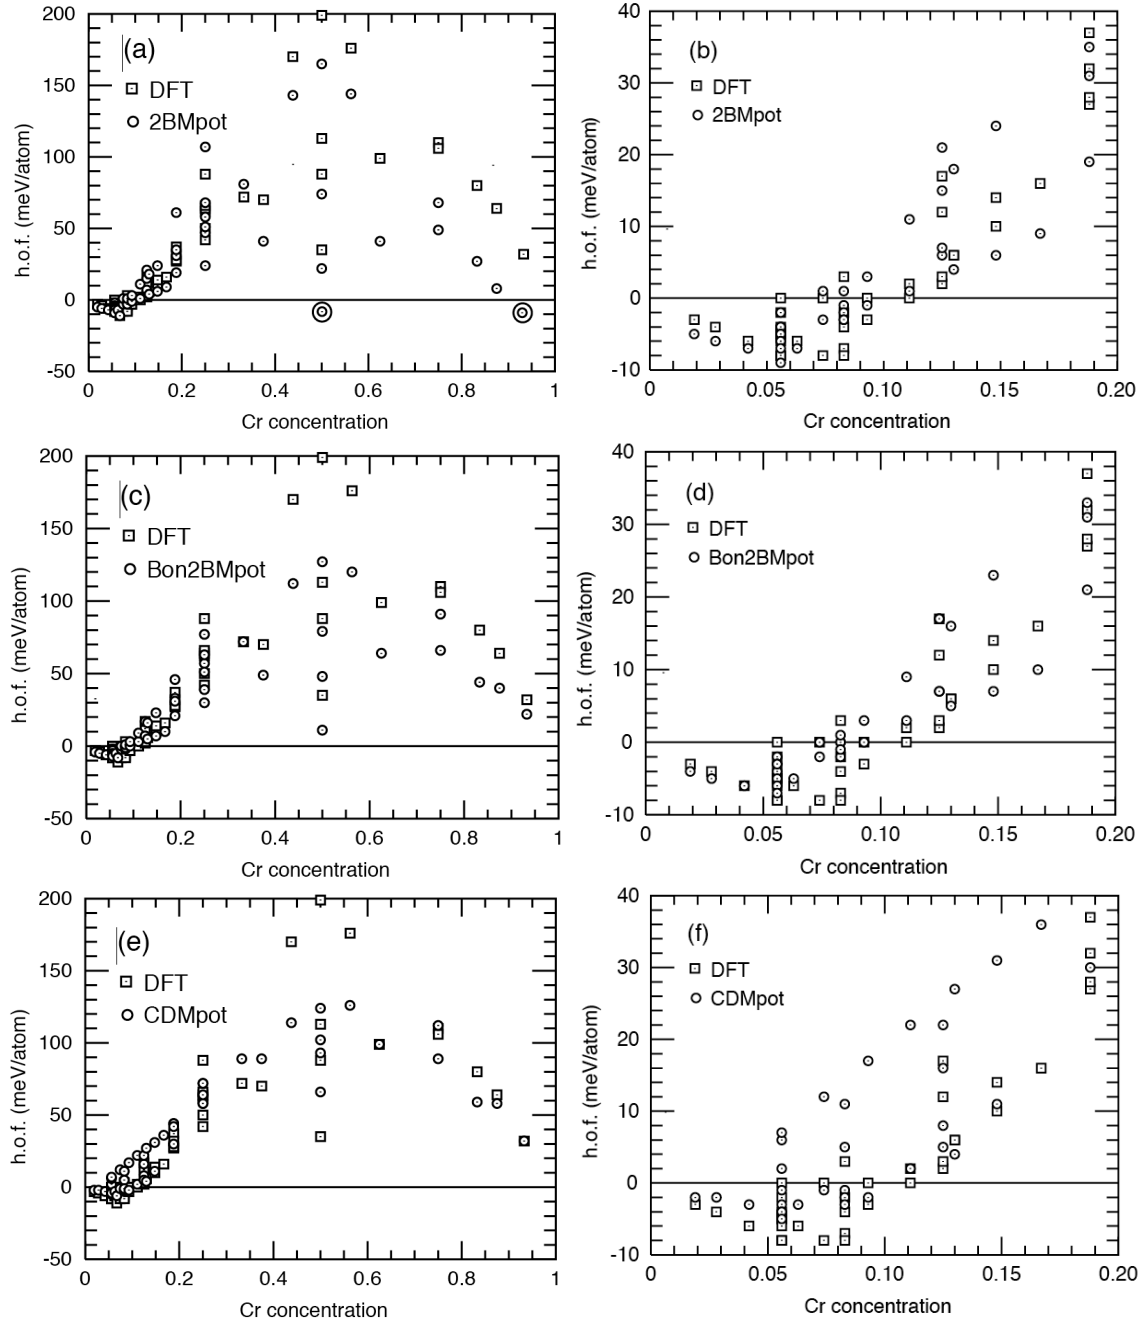 200
150
100
50
0
-50
0 0.2 0.4 0.6 0.8 1
h.o.f. (meV/atom)
Cr concentration
(a)
DFT
2BMpot
40
30
20
10
0
-10
0 0.05 0.10 0.15 0.20
h.o.f. (meV/atom)
Cr concentration
(b)
DFT
2BMpot
200
150
100
50
0
-50
0 0.2 0.4 0.6 0.8 1
h.o.f. (meV/atom)
Cr concentration
(c)
DFT
Bon2BMpot
40
30
20
10
0
-10
0 0.05 0.10 0.15 0.20
h.o.f. (meV/atom)
Cr concentration
(d)
DFT
Bon2BMpot
200
150
100
50
0
-50
0 0.2 0.4 0.6 0.8 1
h.o.f. (meV/atom)
Cr concentration
(e)
DFT
CDMpot
40
30
20
10
0
-10
0 0.05 0.10 0.15 0.20
h.o.f. (meV/atom)
Cr concentration
(f)
DFT
CDMpot